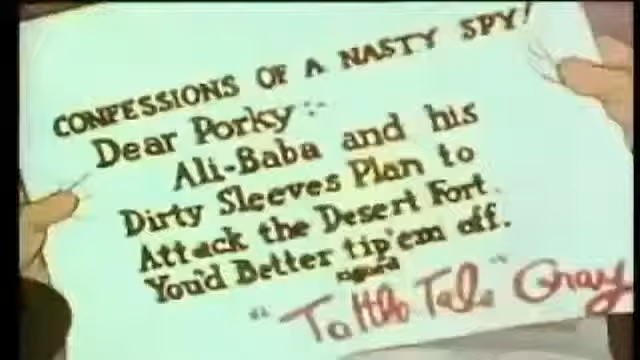 CONFESSIONS OF A NASTY SPY!
Dear Porky:-
Ali-Baba and his
Dirty Sleeves Plan to
Attack the Desert Fort.
You'd Better tip'em off.
signed
"Tattle Tale" Gray